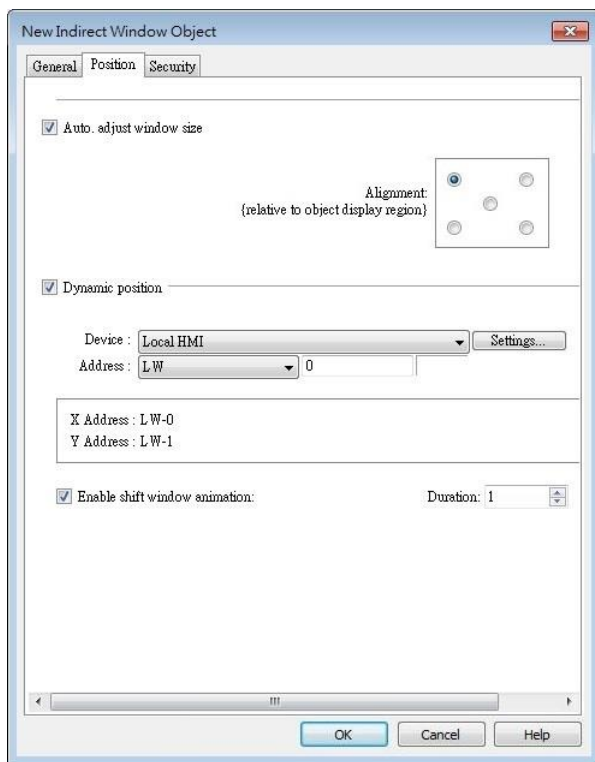 New Indirect Window Object
General Position Security
Auto. adjust window size
Alignment:
{relative to object display region}
Dynamic position
Device : Local HMI Settings...
Address : LW 0
X Address : LW-0
Y Address : LW-1
Enable shift window animation: Duration: 1
OK Cancel Help